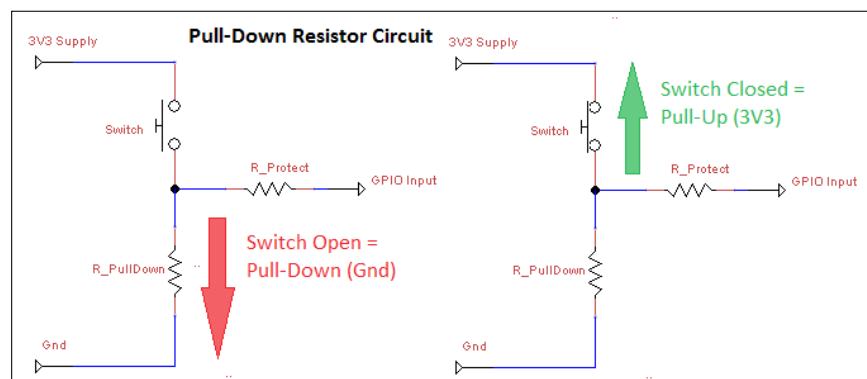 Pull-Down Resistor Circuit
3V3 Supply
Switch
R_Protect
GPIO Input
Switch Open =
Pull-Down (Gnd)
R_PullDown
Gnd
3V3 Supply
Switch Closed =
Pull-Up (3V3)
Switch
R_Protect
GPIO Input
R_PullDown
Gnd